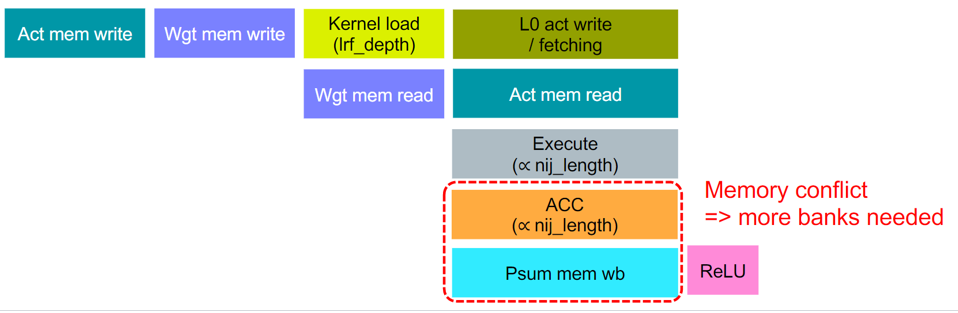 Act mem write
Wgt mem write
Kernel load
(lrf_depth)
L0 act write
/ fetching
Wgt mem read
Act mem read
Execute
(∝ nij_length)
ACC
(∝ nij_length)
Memory conflict
=> more banks needed
Psum mem wb
ReLU